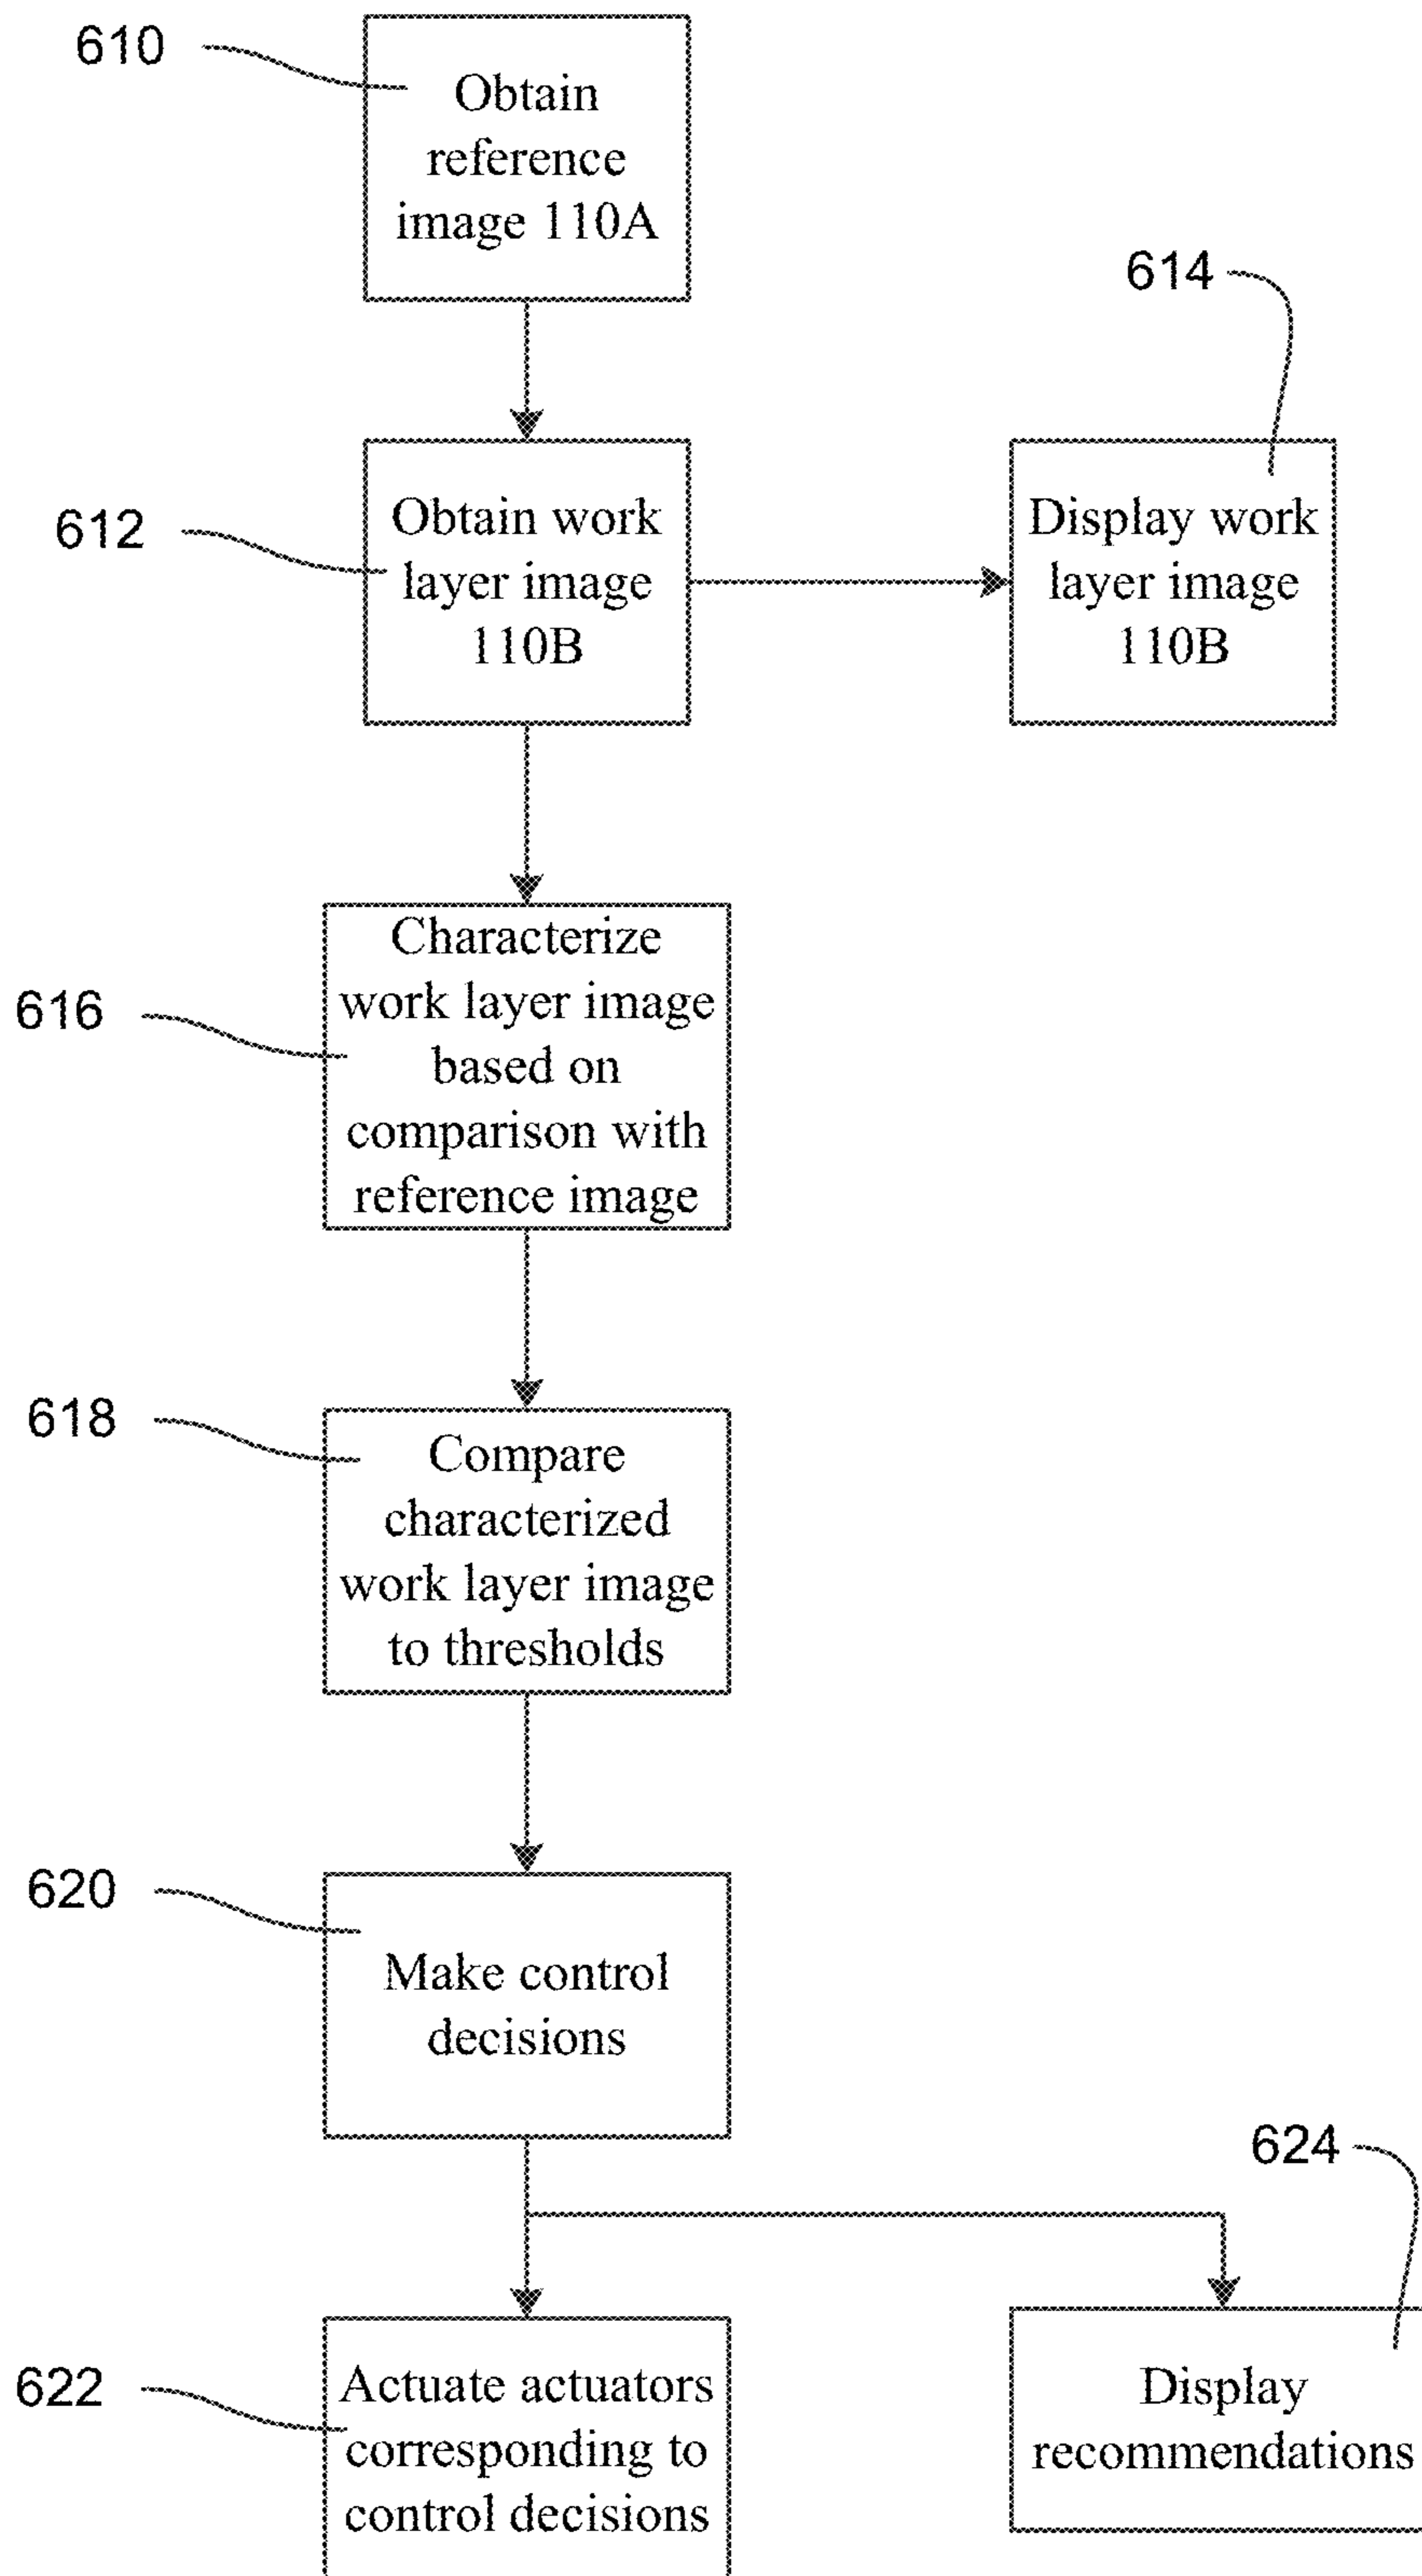 610
Obtain
reference
image 110A
614
612
Obtain work
layer image
110B
Display work
layer image
110B
616
Characterize
work layer image
based on
comparison with
reference image
618
Compare
characterized
work layer image
to thresholds
620
Make control
decisions
624
622
Actuate actuators
corresponding to
control decisions
Display
recommendations